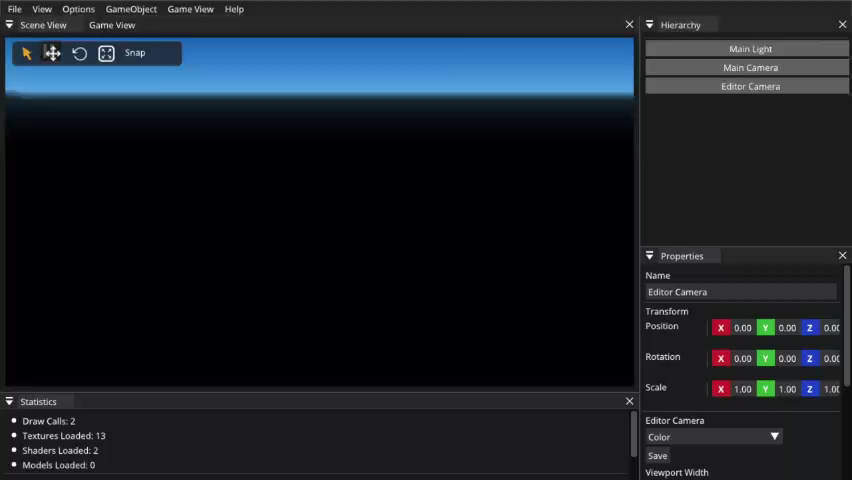 File View Options GameObject Game View Help
Scene View Game View
Snap
Hierarchy
Main Light
Main Camera
Editor Camera
Properties
Name
Editor Camera
Transform
Position X 0.00 Y 0.00 Z 0.00
Rotation X 0.00 Y 0.00 Z 0.00
Scale X 1.00 Y 1.00 Z 1.00
Editor Camera
Color
Save
Viewport Width
Statistics
Draw Calls: 2
Textures Loaded: 13
Shaders Loaded: 2
Models Loaded: 0